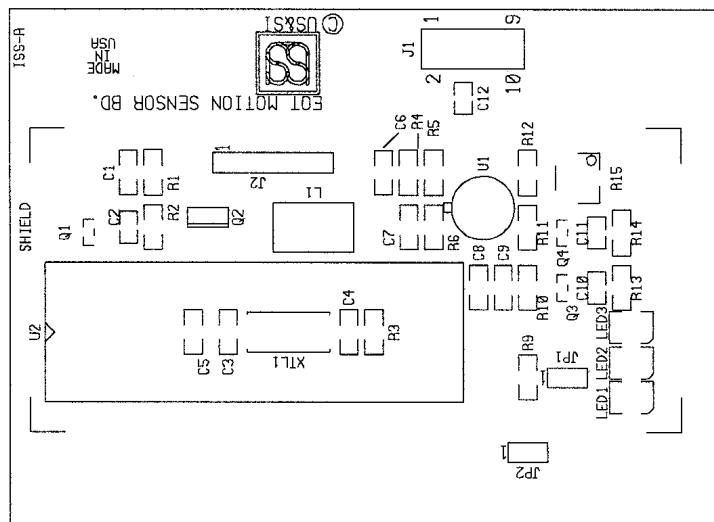 ISS-A
MADE
IN
USA
© US&SI
EOT MOTION SENSOR BD.
1
9
J1
2
10
C12
C6
R4
R5
R12
C1
R1
1
J2
L1
U1
R15
SHIELD
Q1
C2
R2
Q2
C7
R6
R11
Q4
C11
R14
C8
C9
R10
Q3
C10
R13
U2
C5
C3
XTL1
C4
R3
R9
1
JP1
LED3
LED2
LED1
1
JP2